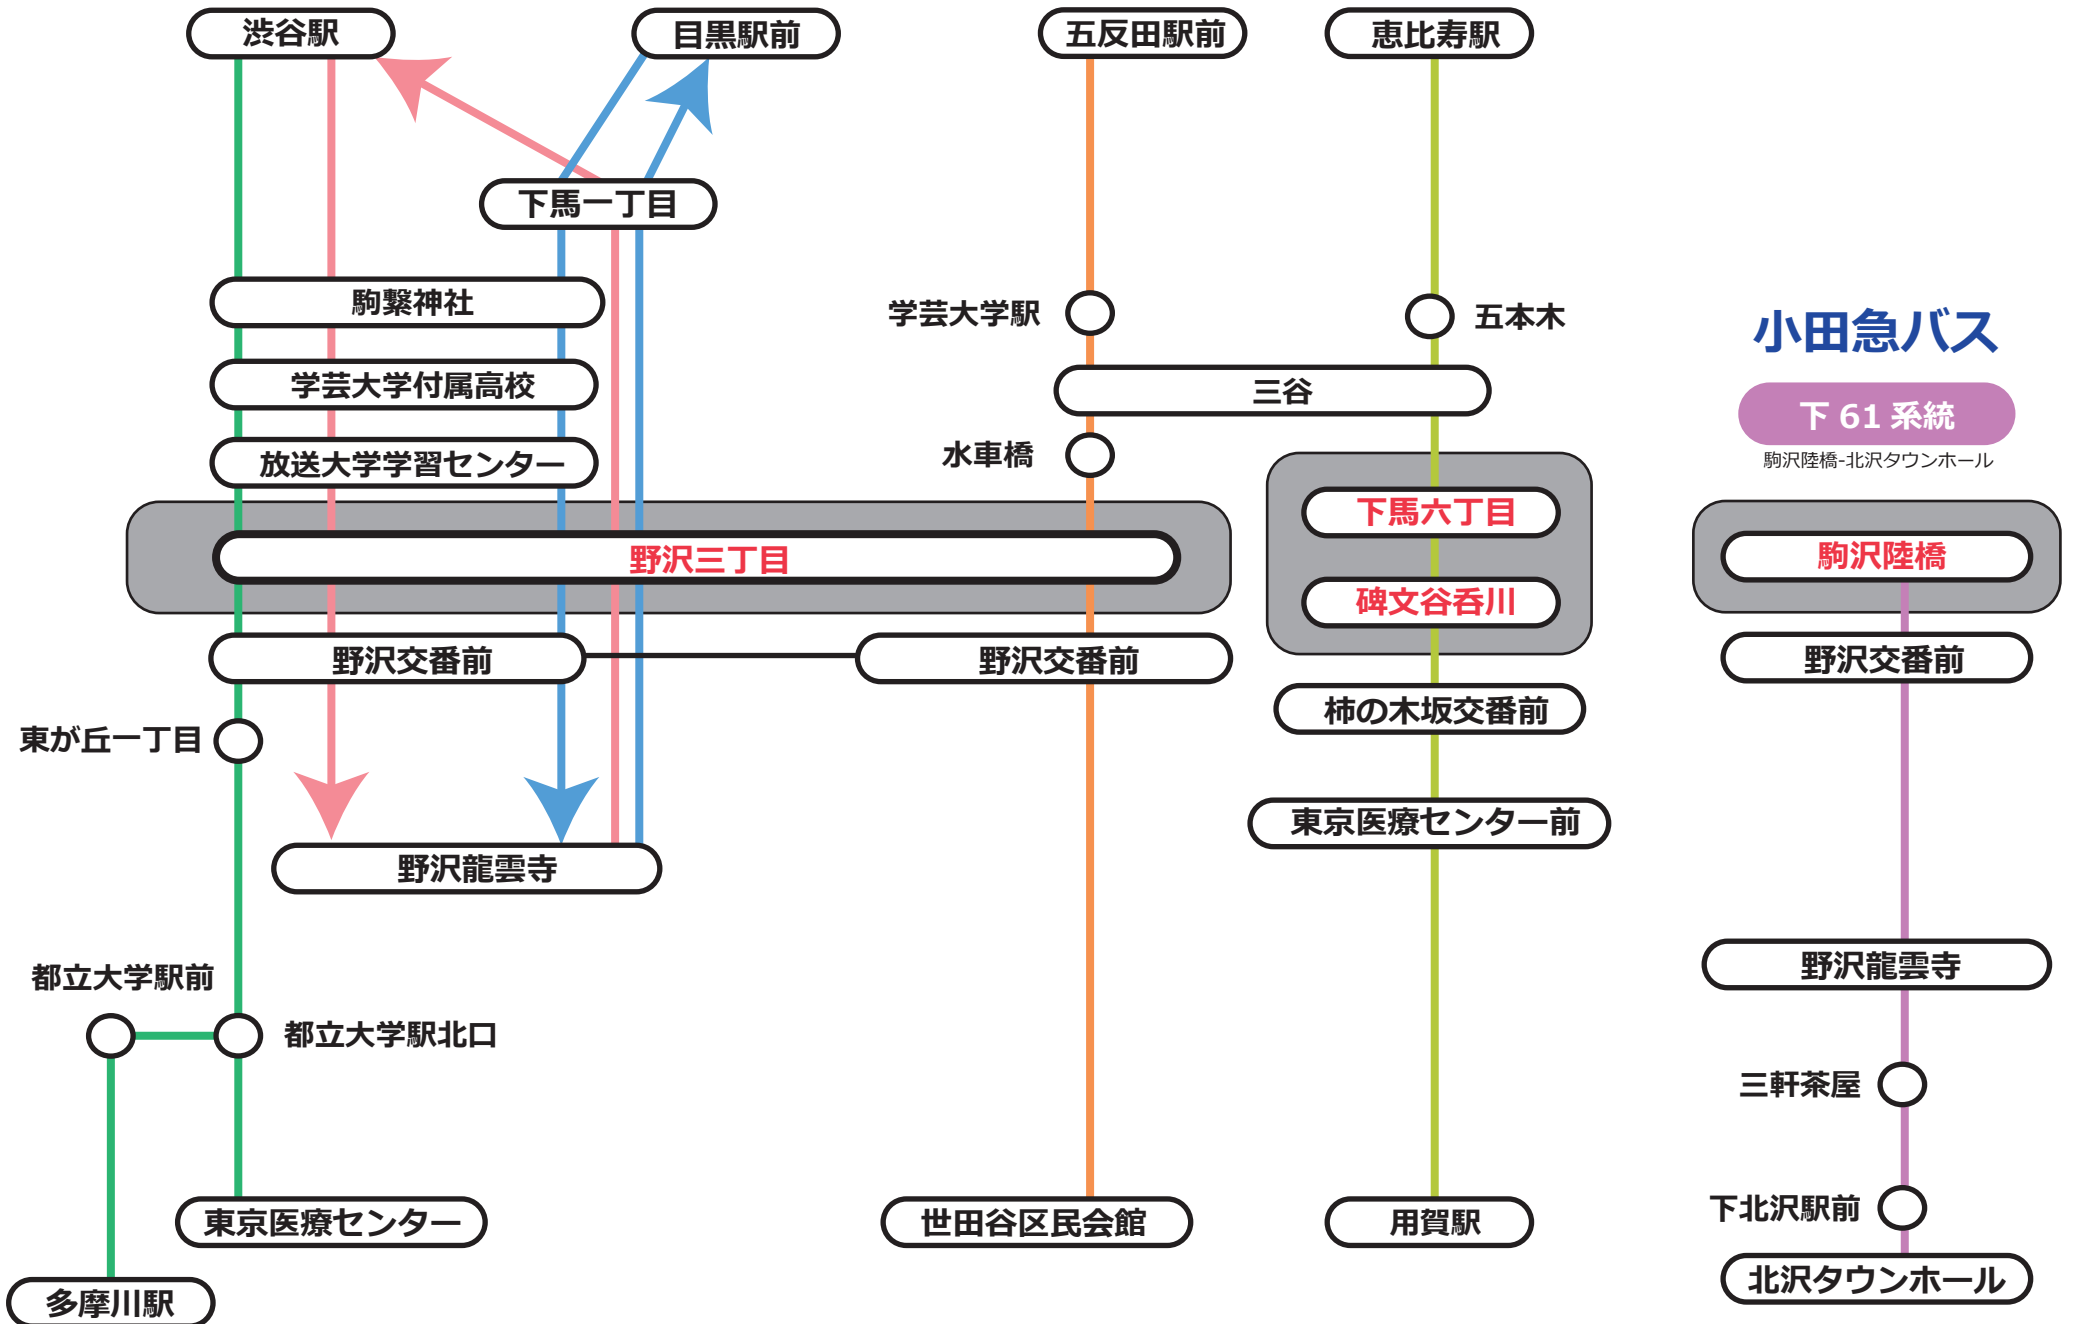 渋谷駅
目黒駅前
五反田駅前
恵比寿駅
下馬一丁目
駒繋神社
学芸大学駅
五本木
小田急バス
学芸大学付属高校
三谷
下 61 系統
水車橋
放送大学学習センター
駒沢陸橋-北沢タウンホール
下馬六丁目
野沢三丁目
駒沢陸橋
碑文谷呑川
野沢交番前
野沢交番前
野沢交番前
柿の木坂交番前
東が丘一丁目
東京医療センター前
野沢龍雲寺
野沢龍雲寺
都立大学駅前
都立大学駅北口
三軒茶屋
下北沢駅前
東京医療センター
世田谷区民会館
用賀駅
北沢タウンホール
多摩川駅